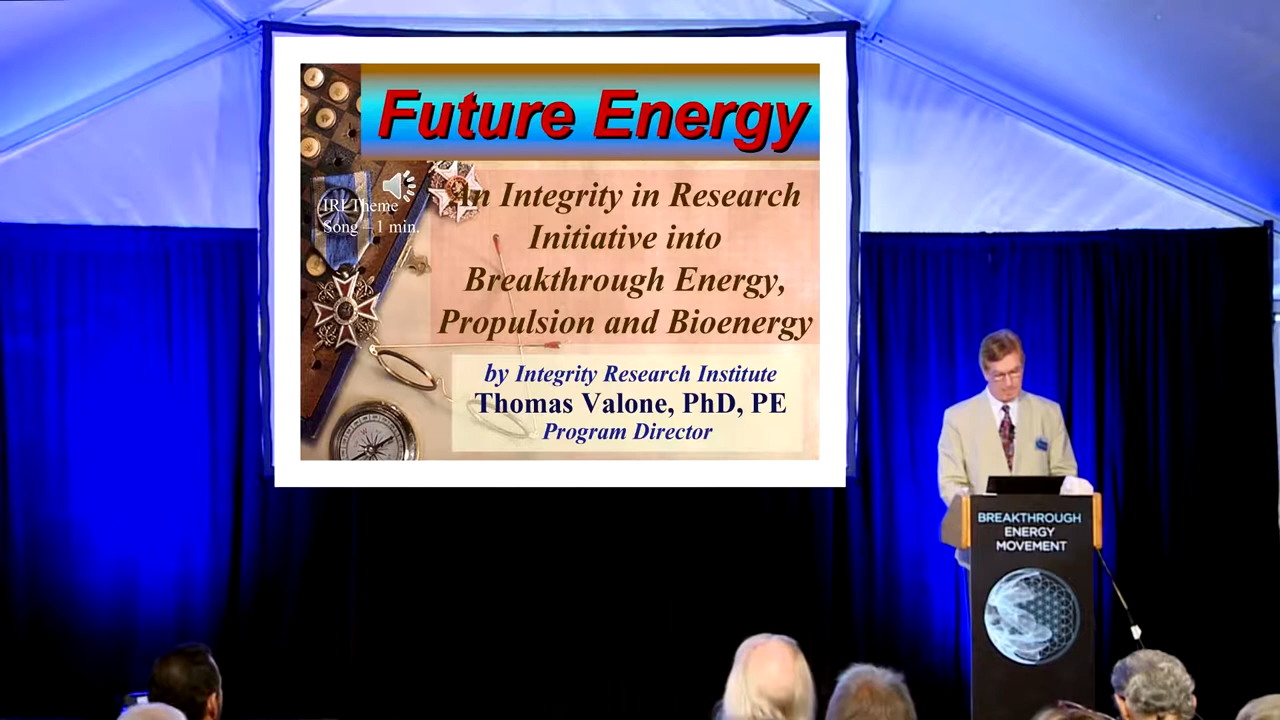 Future Energy
IRI Theme
Song – 1 min.
An Integrity in Research
Initiative into
Breakthrough Energy,
Propulsion and Bioenergy
by Integrity Research Institute
Thomas Valone, PhD, PE
Program Director
BREAKTHROUGH
ENERGY
MOVEMENT